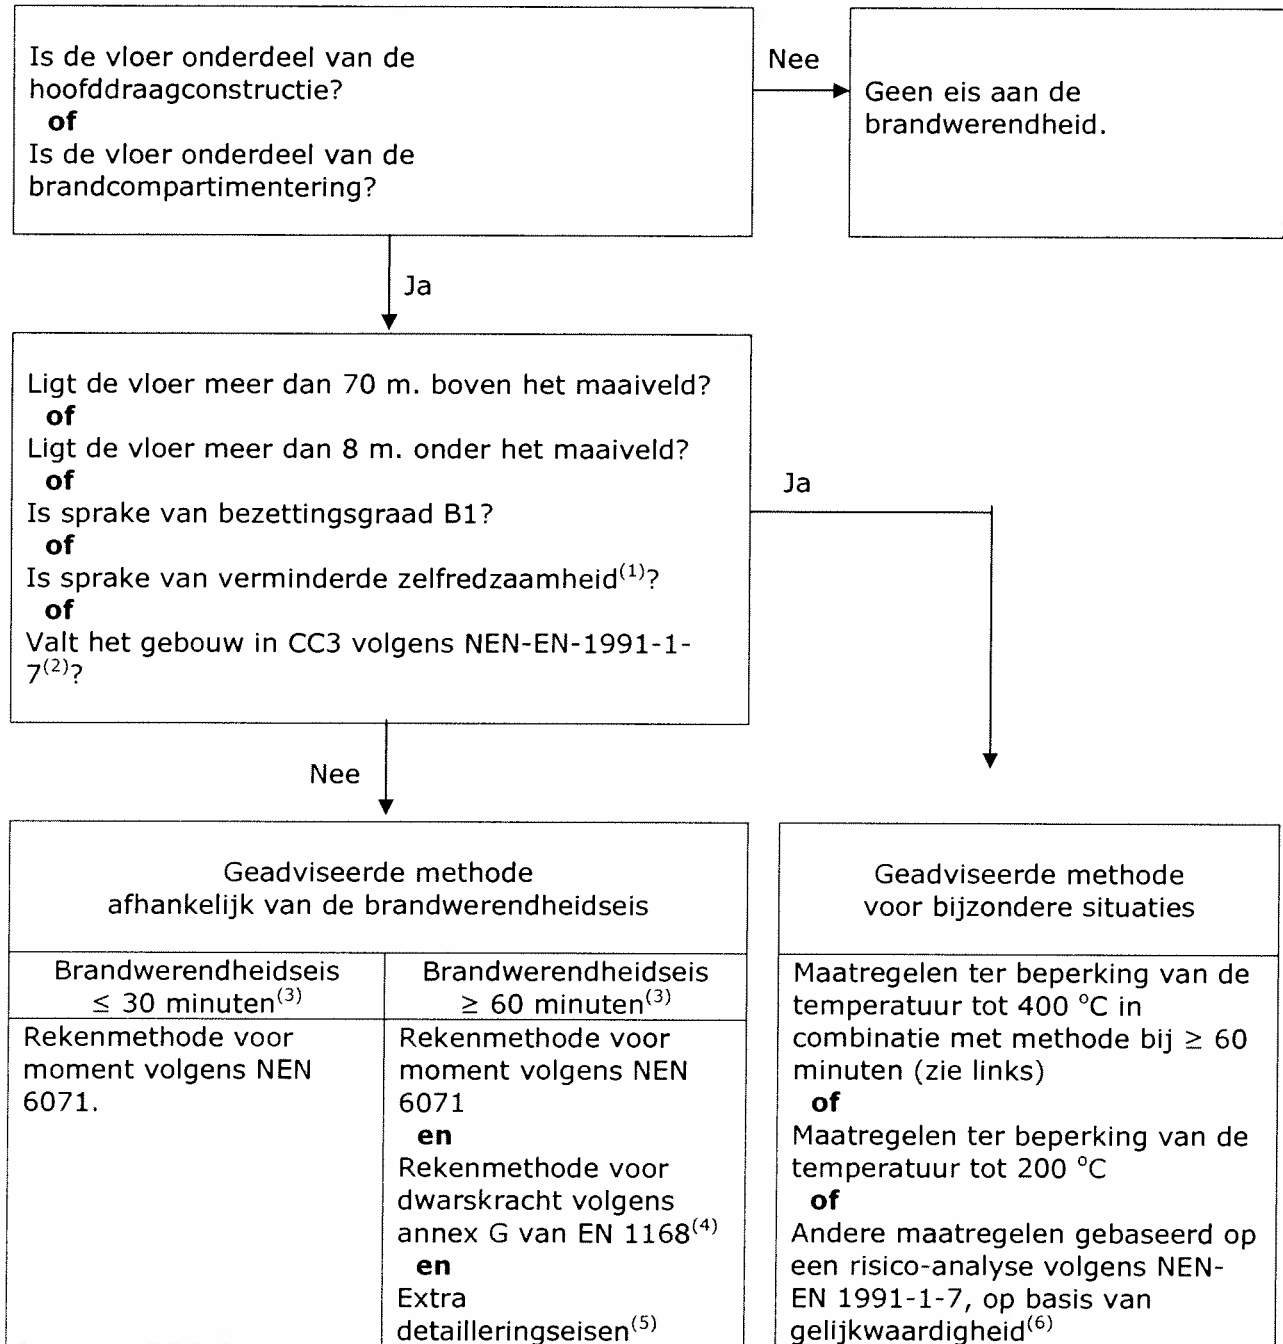 Is de vloer onderdeel van de
hoofddraagconstructie?
of
Is de vloer onderdeel van de
brandcompartimentering?
Nee
Geen eis aan de
brandwerendheid.
Ja
Ligt de vloer meer dan 70 m. boven het maaiveld?
of
Ligt de vloer meer dan 8 m. onder het maaiveld?
of
Is sprake van bezettingsgraad B1?
of
Is sprake van verminderde zelfredzaamheid(1)?
of
Valt het gebouw in CC3 volgens NEN-EN-1991-1-
7(2)?
Ja
Nee
Geadviseerde methode
afhankelijk van de brandwerendheidseis
Brandwerendheidseis
≤ 30 minuten(3)
Rekenmethode voor
moment volgens NEN
6071.
Brandwerendheidseis
≥ 60 minuten(3)
Rekenmethode voor
moment volgens NEN
6071
en
Rekenmethode voor
dwarskracht volgens
annex G van EN 1168(4)
en
Extra
detailleringseisen(5)
Geadviseerde methode
voor bijzondere situaties
Maatregelen ter beperking van de
temperatuur tot 400 °C in
combinatie met methode bij ≥ 60
minuten (zie links)
of
Maatregelen ter beperking van de
temperatuur tot 200 °C
of
Andere maatregelen gebaseerd op
een risico-analyse volgens NEN-
EN 1991-1-7, op basis van
gelijkwaardigheid(6)